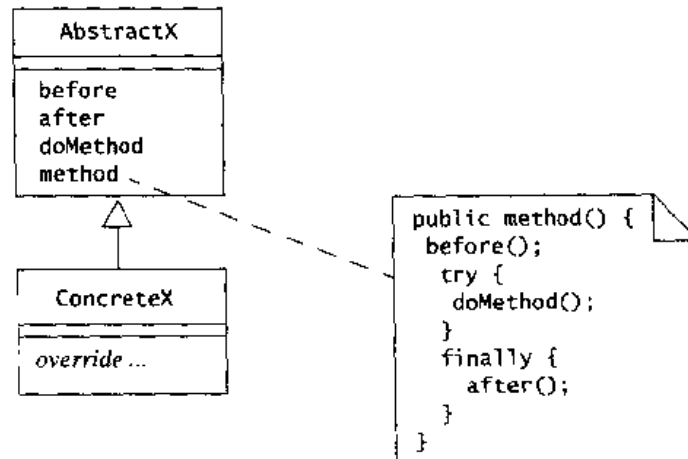 AbstractX
before
after
doMethod
method
ConcreteX
override ...
public method() {
before();
try {
doMethod();
}
finally {
after();
}
}